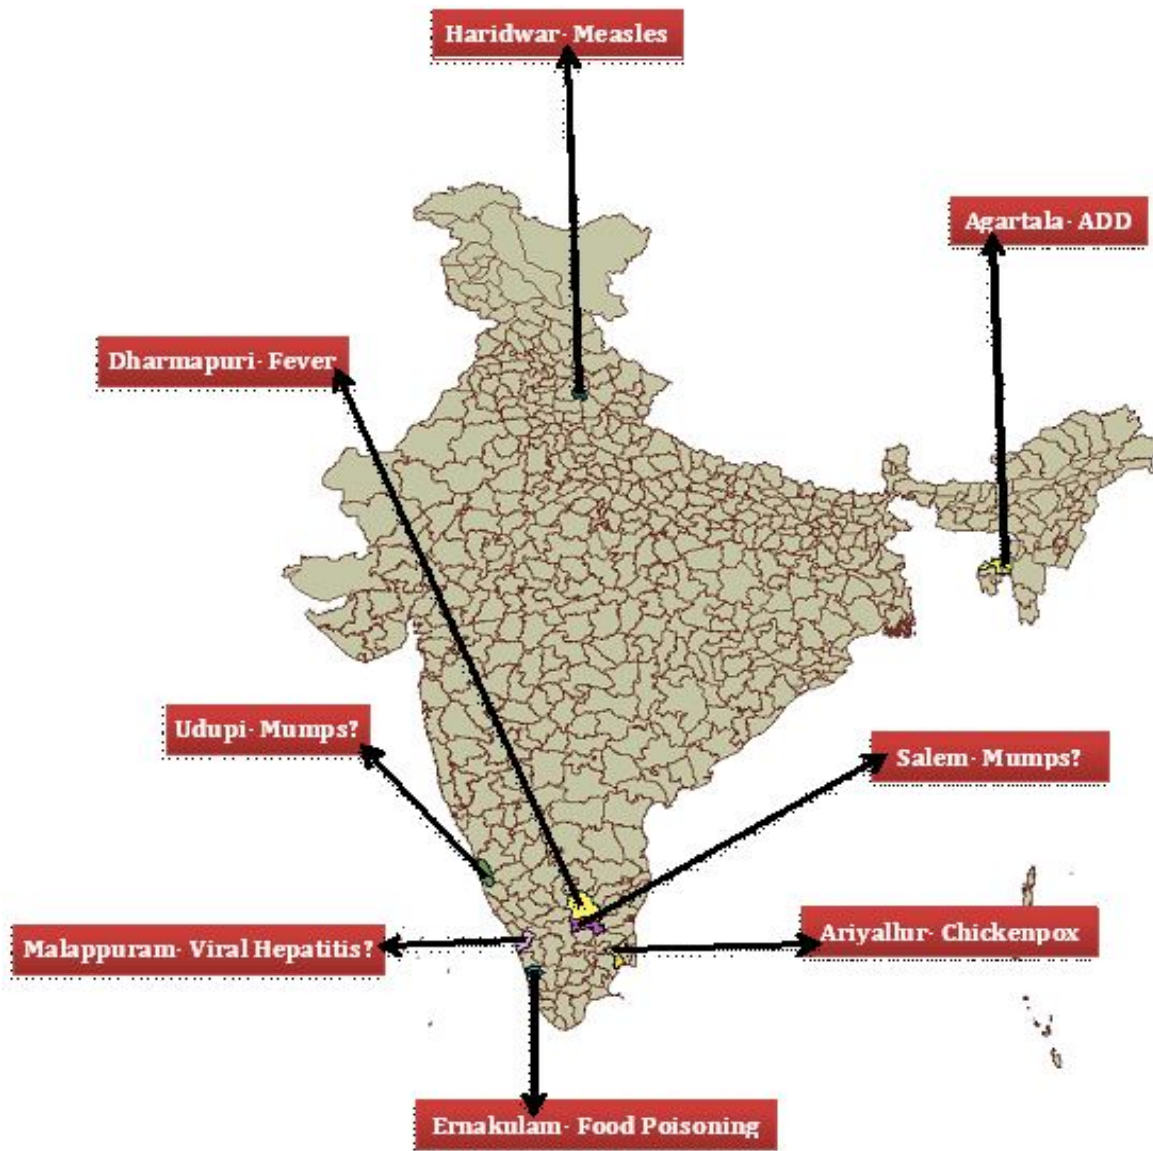 Haridwar- Measles
Agartala- ADD
Dharmapuri- Fever
Udupi- Mumps?
Salem- Mumps?
Ariyallur- Chickenpox
Malappuram- Viral Hepatitis?
Ernakulam- Food Poisoning